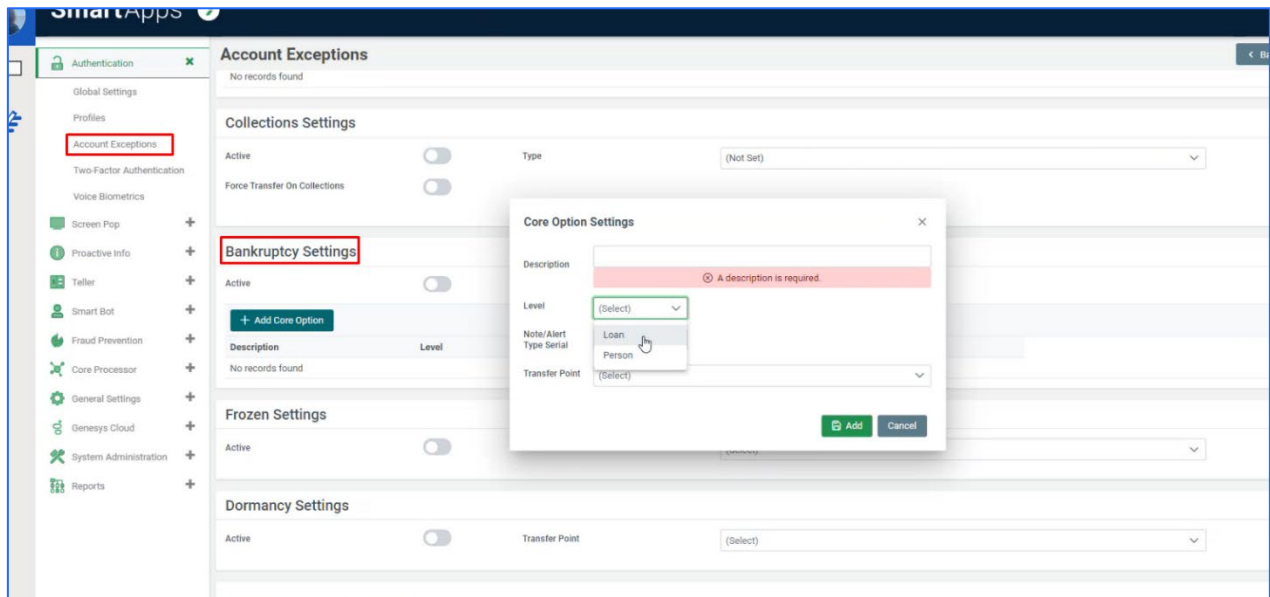 SmartApps
Authentication
Global Settings
Profiles
Account Exceptions
Two-Factor Authentication
Voice Biometrics
Screen Pop
Proactive Info
Teller
Smart Bot
Fraud Prevention
Core Processor
General Settings
Genesys Cloud
System Administration
Reports
Account Exceptions
No records found
Collections Settings
Active
Type
(Not Set)
Force Transfer On Collections
Bankruptcy Settings
Active
+ Add Core Option
Description Level
No records found
Frozen Settings
Active
Dormancy Settings
Active
Transfer Point
(Select)
Core Option Settings
Description
A description is required.
Level
(Select)
Loan
Person
Note/Alert
Type Serial
Transfer Point
(Select)
Add
Cancel